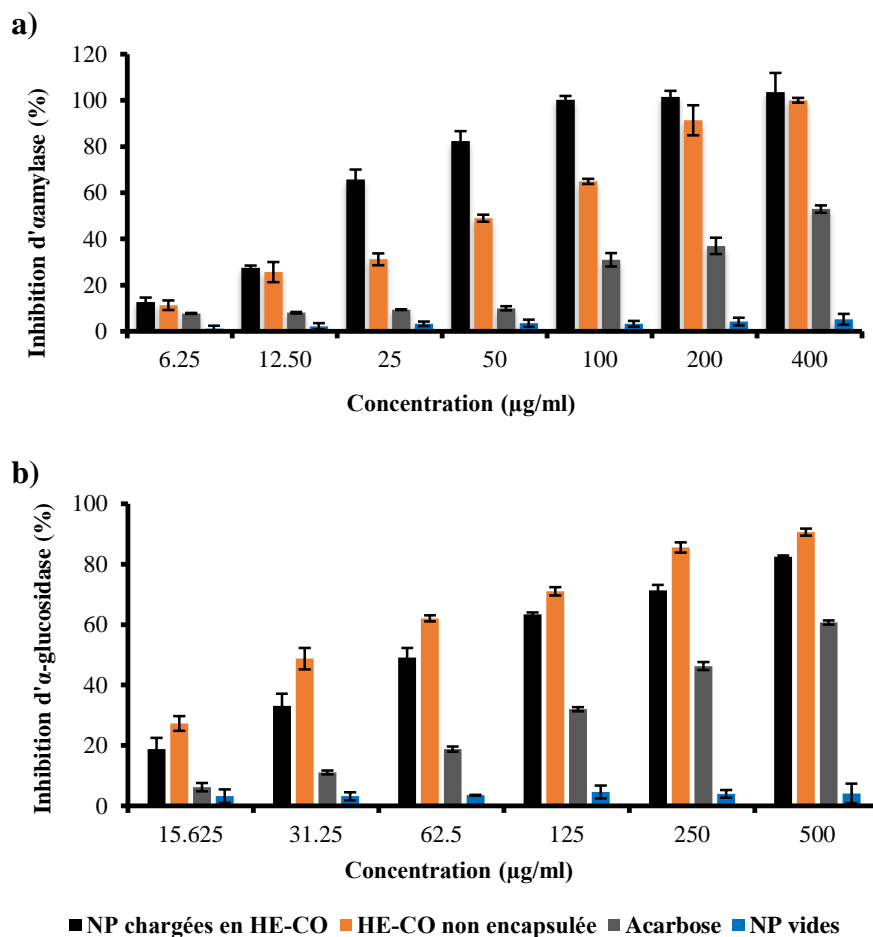 a)
Inhibition d'αamylase (%)
120
100
80
60
40
20
0
6.25 12.50 25 50 100 200 400
Concentration (µg/ml)
b)
Inhibition d'α-glucosidase (%)
100
80
60
40
20
0
15.625 31.25 62.5 125 250 500
Concentration (µg/ml)
NP chargées en HE-CO HE-CO non encapsulée Acarbose NP vides